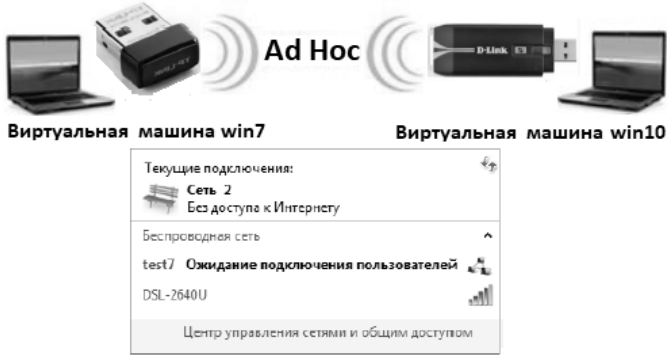 Ad Hoc
D-Link
Виртуальная машина win7
Виртуальная машина win10
Текущие подключения:
Сеть 2
Без доступа к Интернету
Беспроводная сеть
test7 Ожидание подключения пользователей
DSL-2640U
Центр управления сетями и общим доступом